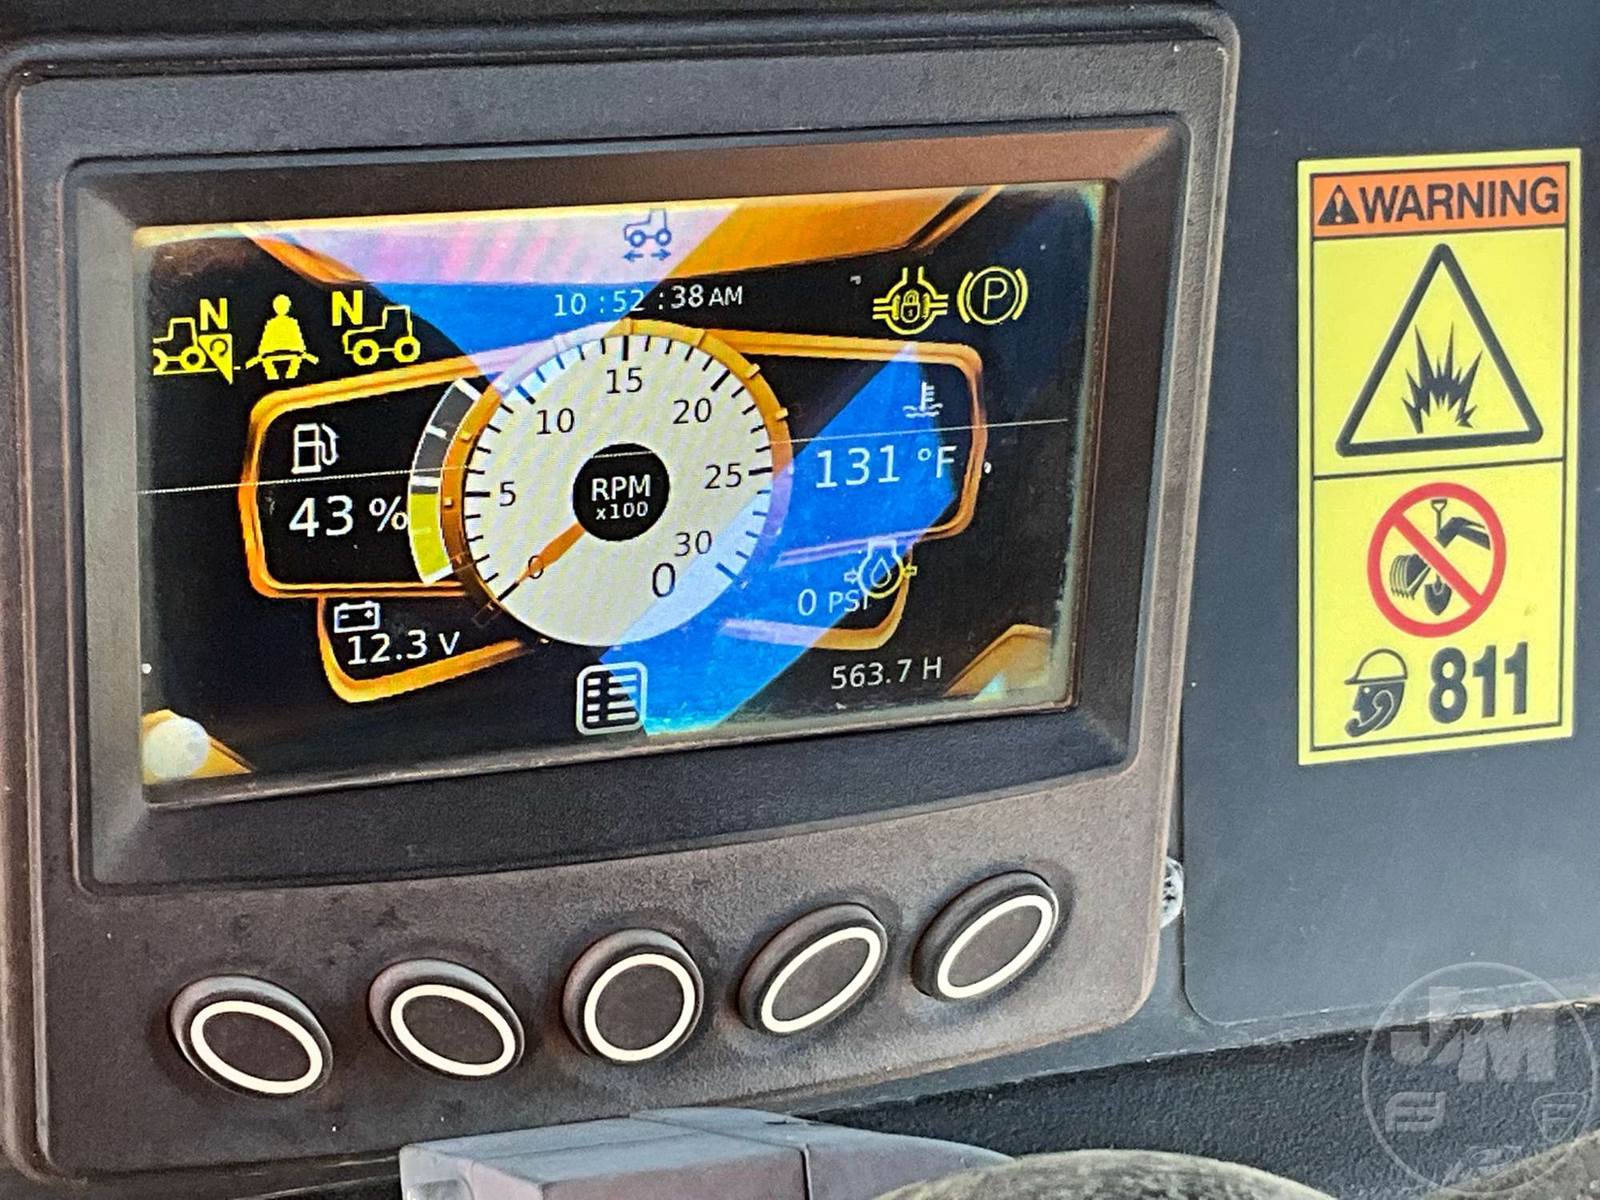 10 : 52 : 38 AM
N
N
P
P
43 %
12.3 V
0
5
10
15
20
25
30
RPM
x100
0
131 °F
0 PSI
563.7 H
WARNING
811
J&M